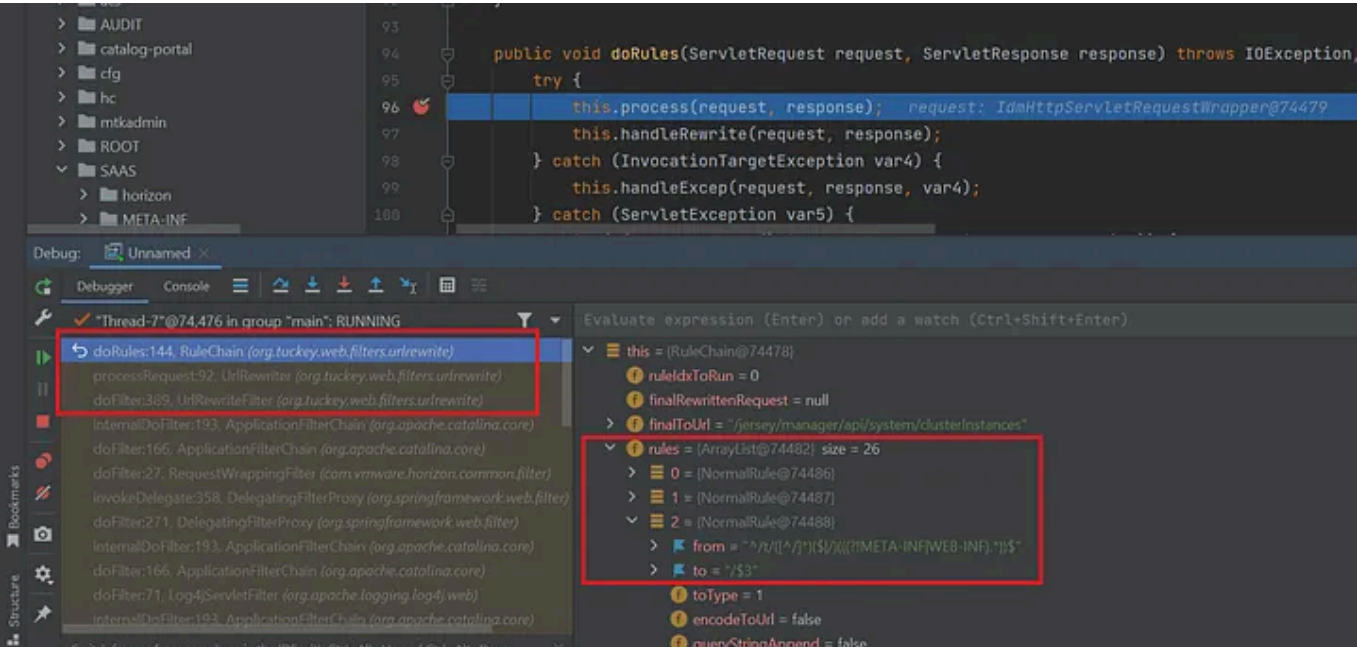 AUDIT
catalog-portal
cfg
hc
mtkadmin
ROOT
SAAS
horizon
META-INF
93
94 public void doRules(ServletRequest request, ServletResponse response) throws IOException,
95 try {
96 this.process(request, response); request: IdmHttpServletRequestWrapper@74479
97 this.handleRewrite(request, response);
98 } catch (InvocationTargetException var4) {
99 this.handleExcep(request, response, var4);
100 } catch (ServletException var5) {
Debug: Unnamed
Debugger Console
"Thread-7"@74,476 in group "main": RUNNING
doRules:144, RuleChain (org.tuckey.web.filters.urlrewrite)
processRequest:92, UrlRewriter (org.tuckey.web.filters.urlrewrite)
doFilter:389, UrlRewriteFilter (org.tuckey.web.filters.urlrewrite)
internalDoFilter:193, ApplicationFilterChain (org.apache.catalina.core)
doFilter:166, ApplicationFilterChain (org.apache.catalina.core)
doFilter:27, RequestWrappingFilter (com.vmware.horizon.common.filter)
invokeDelegate:358, DelegatingFilterProxy (org.springframework.web.filter)
doFilter:271, DelegatingFilterProxy (org.springframework.web.filter)
internalDoFilter:193, ApplicationFilterChain (org.apache.catalina.core)
doFilter:166, ApplicationFilterChain (org.apache.catalina.core)
doFilter:71, Log4jServletFilter (org.apache.logging.log4j.web)
internalDoFilter:193, ApplicationFilterChain (org.apache.catalina.core)
Evaluate expression (Enter) or add a watch (Ctrl+Shift+Enter)
this = {RuleChain@74478}
ruleIdxToRun = 0
finalRewrittenRequest = null
finalToUrl = "/jersey/manager/api/system/clusterInstances"
rules = {ArrayList@74482} size = 26
0 = {NormalRule@74486}
1 = {NormalRule@74487}
2 = {NormalRule@74488}
from = "^/t/([^/]*)($|/)(((?!META-INF|WEB-INF).*))$"
to = "/$3"
toType = 1
encodeToUrl = false
queryStringAppend = false
Bookmarks
Structure